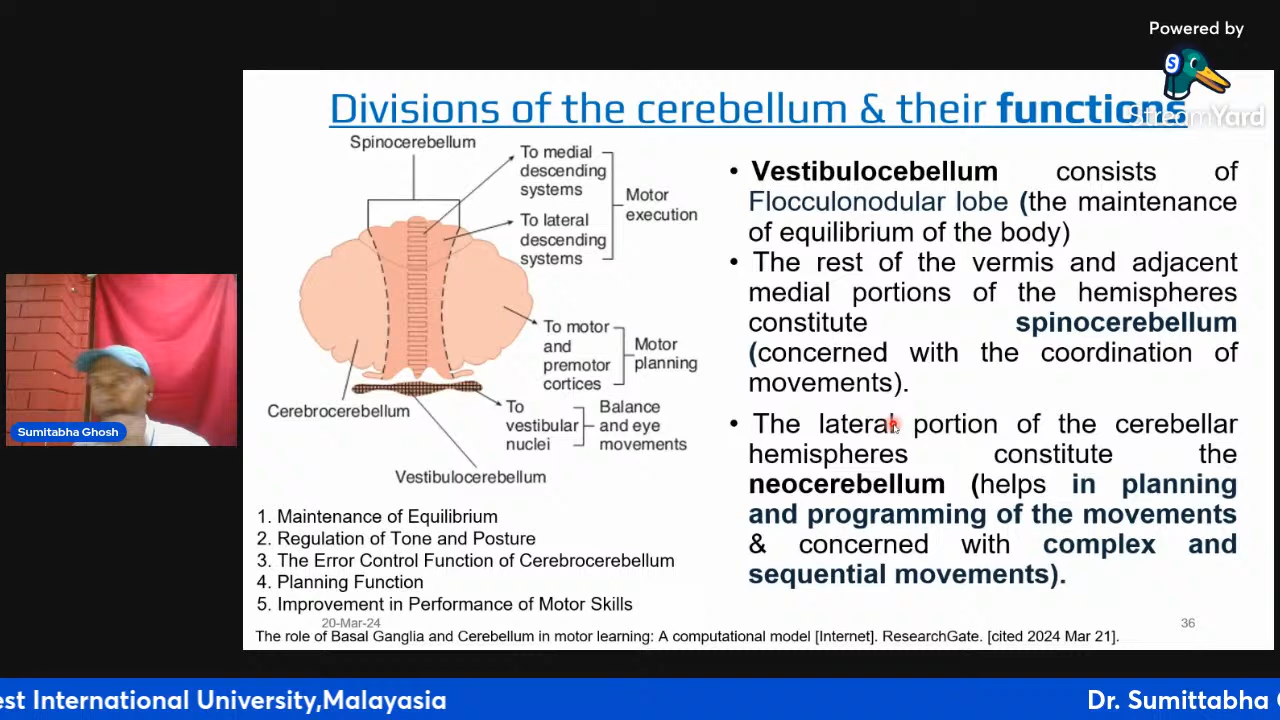 Powered by
S
StreamYard
Divisions of the cerebellum & their functions
Spinocerebellum
To medial
descending
systems
To lateral
descending
systems
Motor
execution
To motor
and
premotor
cortices
Motor
planning
Cerebrocerebellum
To
vestibular
nuclei
Balance
and eye
movements
Vestibulocerebellum
1. Maintenance of Equilibrium
2. Regulation of Tone and Posture
3. The Error Control Function of Cerebrocerebellum
4. Planning Function
5. Improvement in Performance of Motor Skills
• Vestibulocebellum consists of
Flocculonodular lobe (the maintenance
of equilibrium of the body)
• The rest of the vermis and adjacent
medial portions of the hemispheres
constitute spinocerebellum
(concerned with the coordination of
movements).
• The lateral portion of the cerebellar
hemispheres constitute the
neocerebellum (helps in planning
and programming of the movements
& concerned with complex and
sequential movements).
20-Mar-24
36
The role of Basal Ganglia and Cerebellum in motor learning: A computational model [Internet]. ResearchGate. [cited 2024 Mar 21].
Sumitabha Ghosh
est International University,Malayasia
Dr. Sumittabha